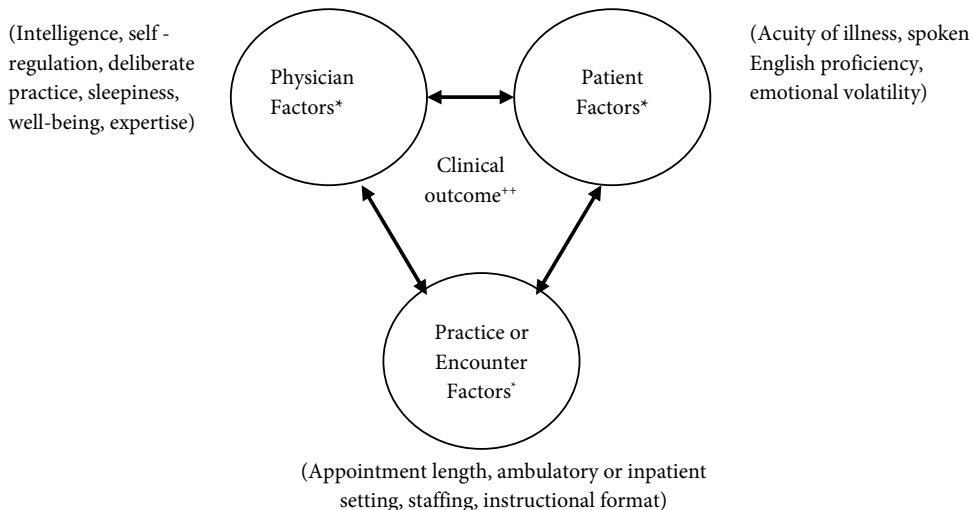 (Intelligence, self -
regulation, deliberate
practice, sleepiness,
well-being, expertise)
Physician
Factors*
Patient
Factors*
(Acuity of illness, spoken
English proficiency,
emotional volatility)
Clinical
outcome++
Practice or
Encounter
Factors*
(Appointment length, ambulatory or inpatient
setting, staffing, instructional format)